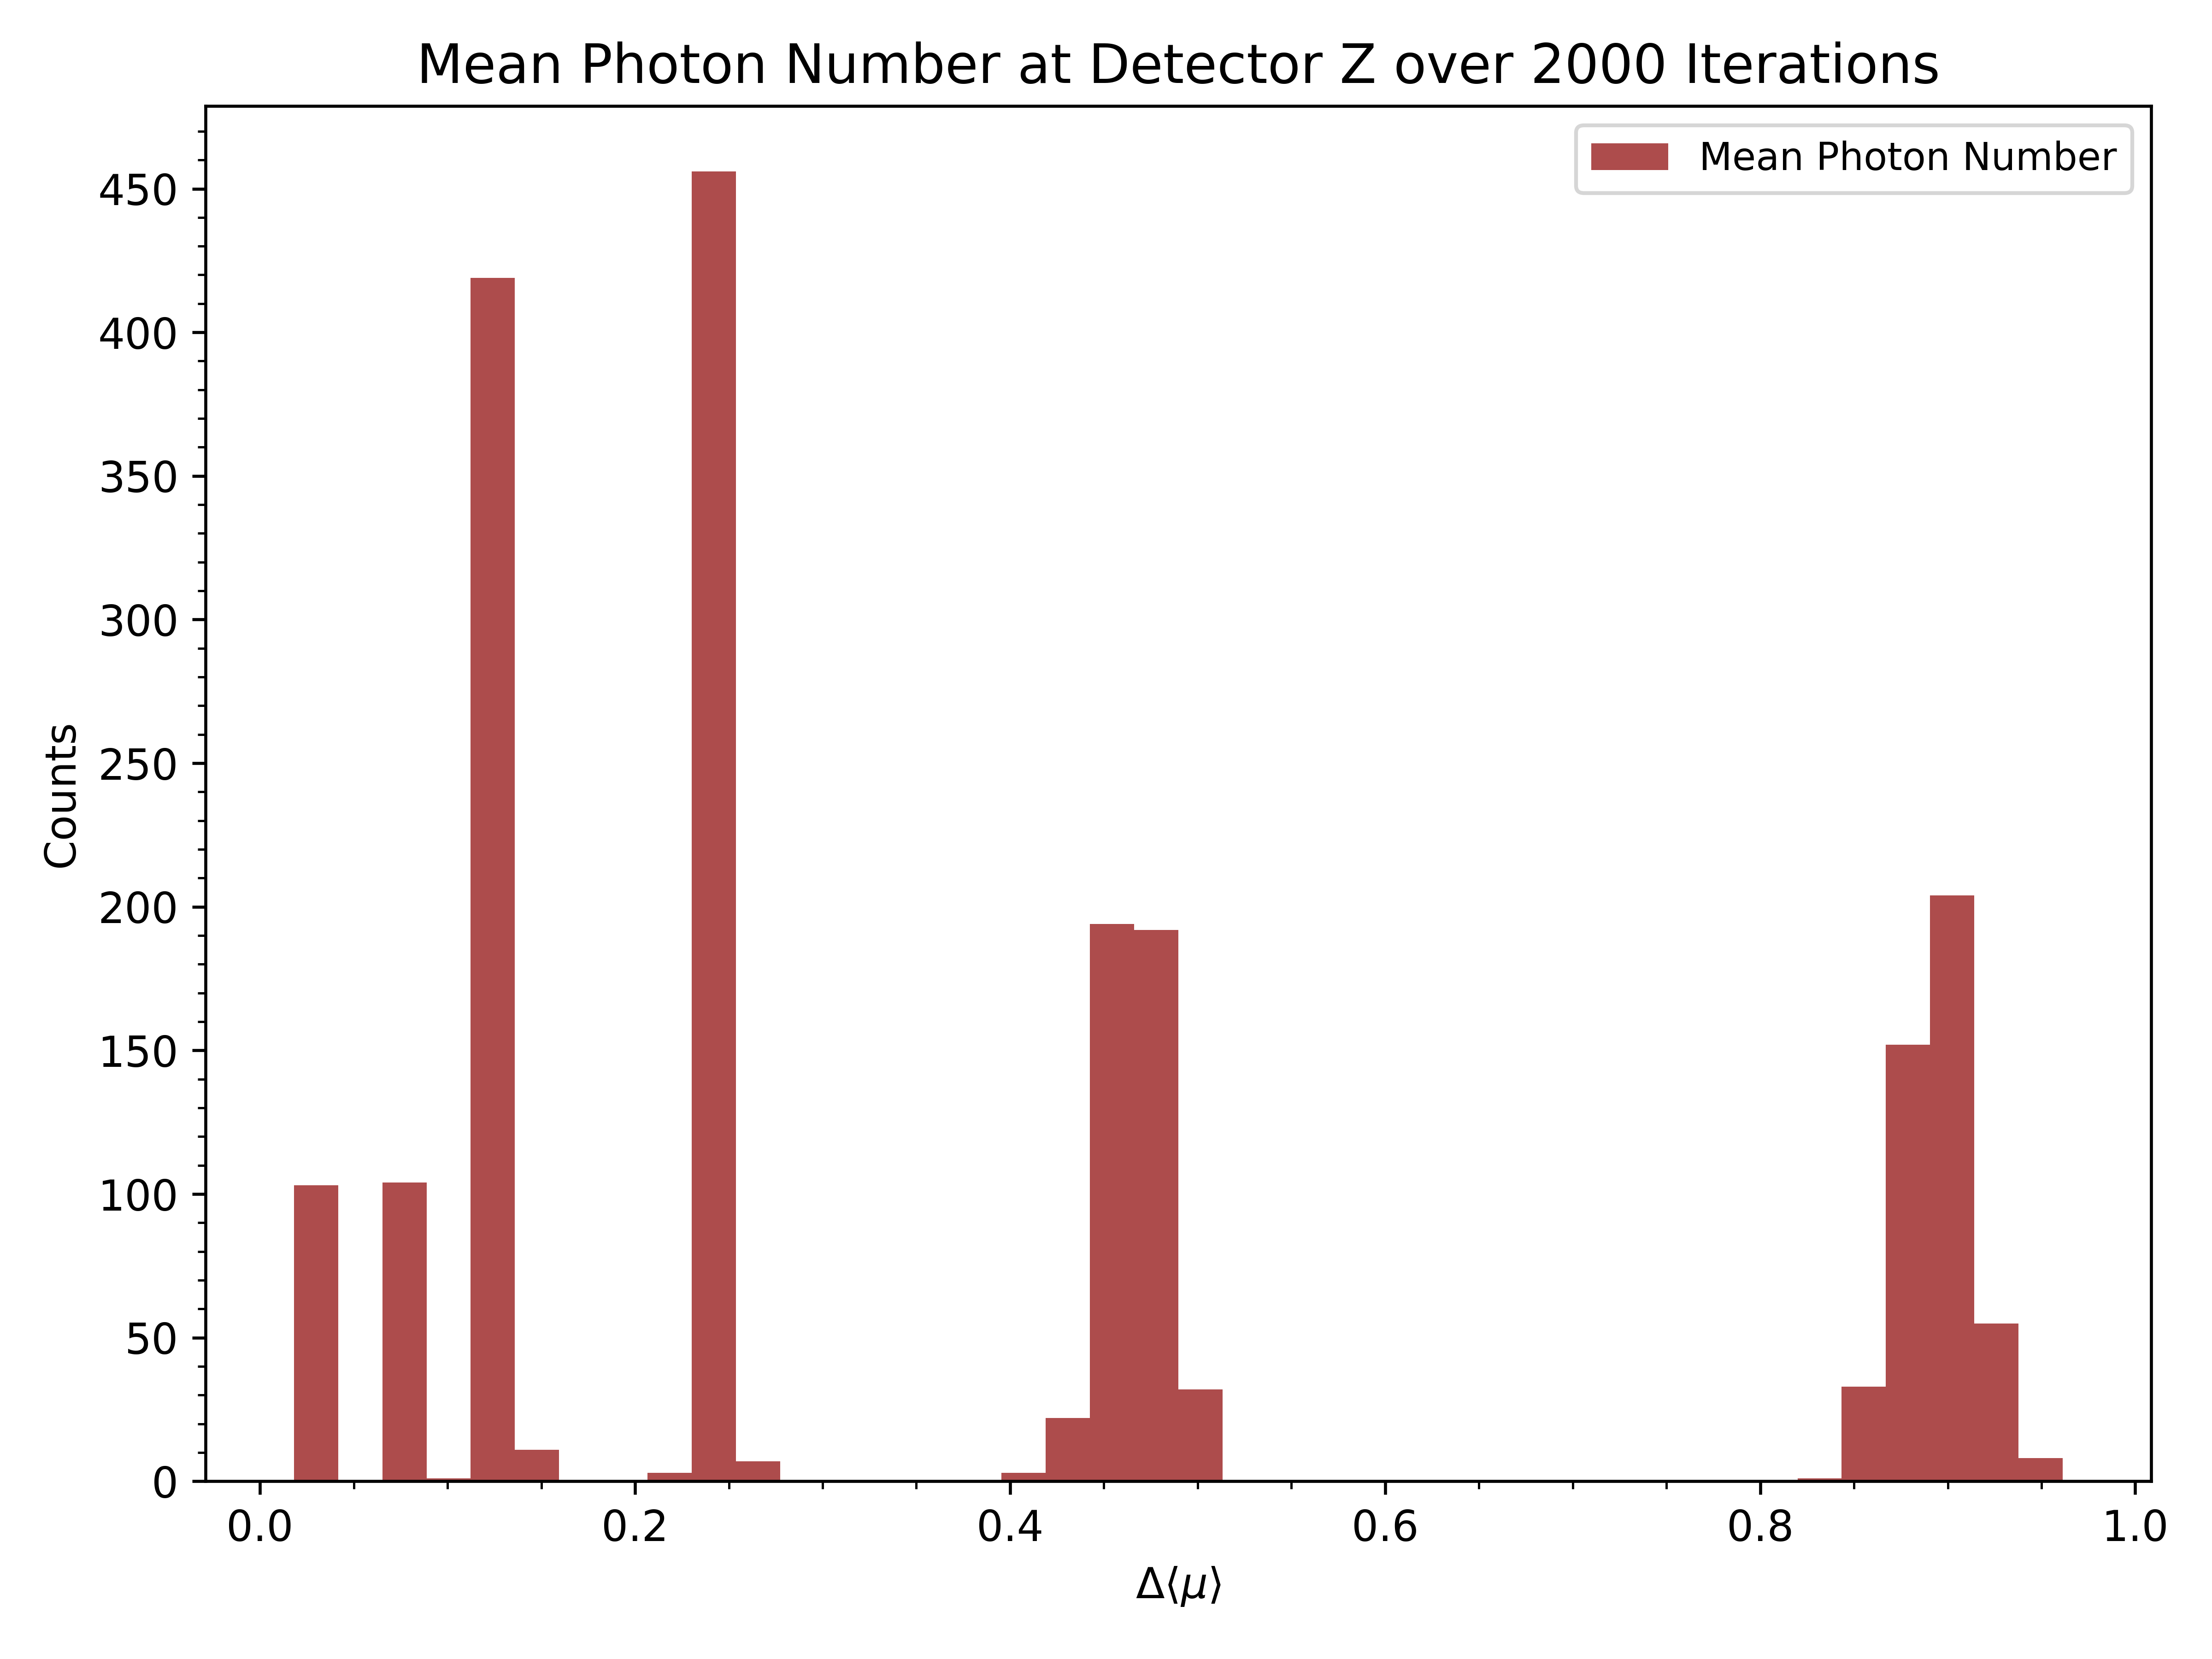 Mean Photon Number at Detector Z over 2000 Iterations
Mean Photon Number
450
400
350
300
250
200
150
100
50
0
Counts
0.0 0.2 0.4 0.6 0.8 1.0
Δ⟨μ⟩